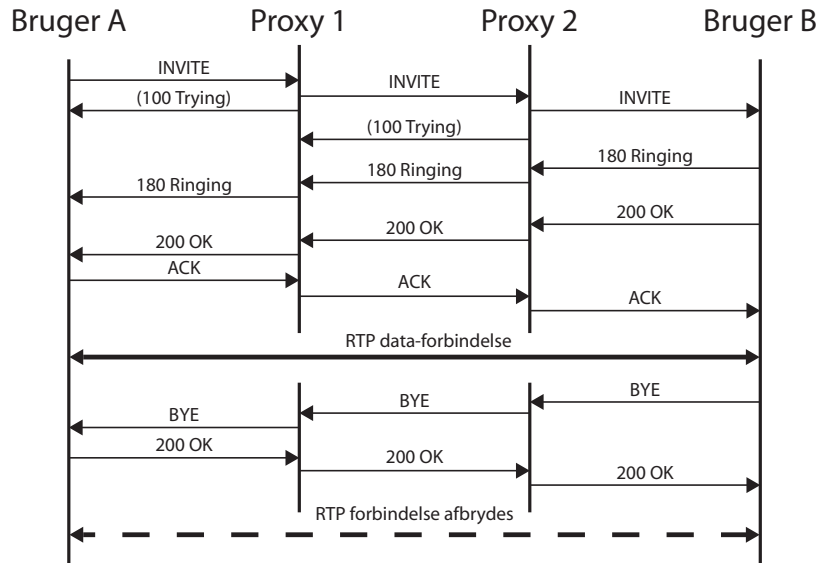 Bruger A Proxy 1 Proxy 2 Bruger B
INVITE
INVITE
(100 Trying)
INVITE
(100 Trying)
180 Ringing
180 Ringing
180 Ringing
200 OK
200 OK
200 OK
ACK
ACK
ACK
RTP data-forbindelse
BYE
BYE
BYE
200 OK
200 OK
200 OK
RTP forbindelse afbrydes